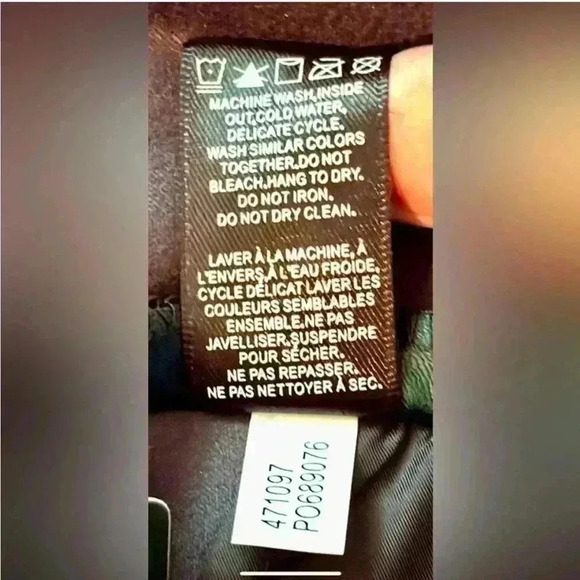 MACHINE WASH.INSIDE
OUT.COLD WATER.
DELICATE CYCLE.
WASH SIMILAR COLORS
TOGETHER.DO NOT
BLEACH.HANG TO DRY.
DO NOT IRON.
DO NOT DRY CLEAN.
LAVER À LA MACHINE, À
L'ENVERS,À L'EAU FROIDE,
CYCLE DÉLICAT LAVER LES
COULEURS SEMBLABLES
ENSEMBLE.NE PAS
JAVELLISER.SUSPENDRE
POUR SÉCHER.
NE PAS REPASSER.
NE PAS NETTOYER À SEC.
471097
PO689076